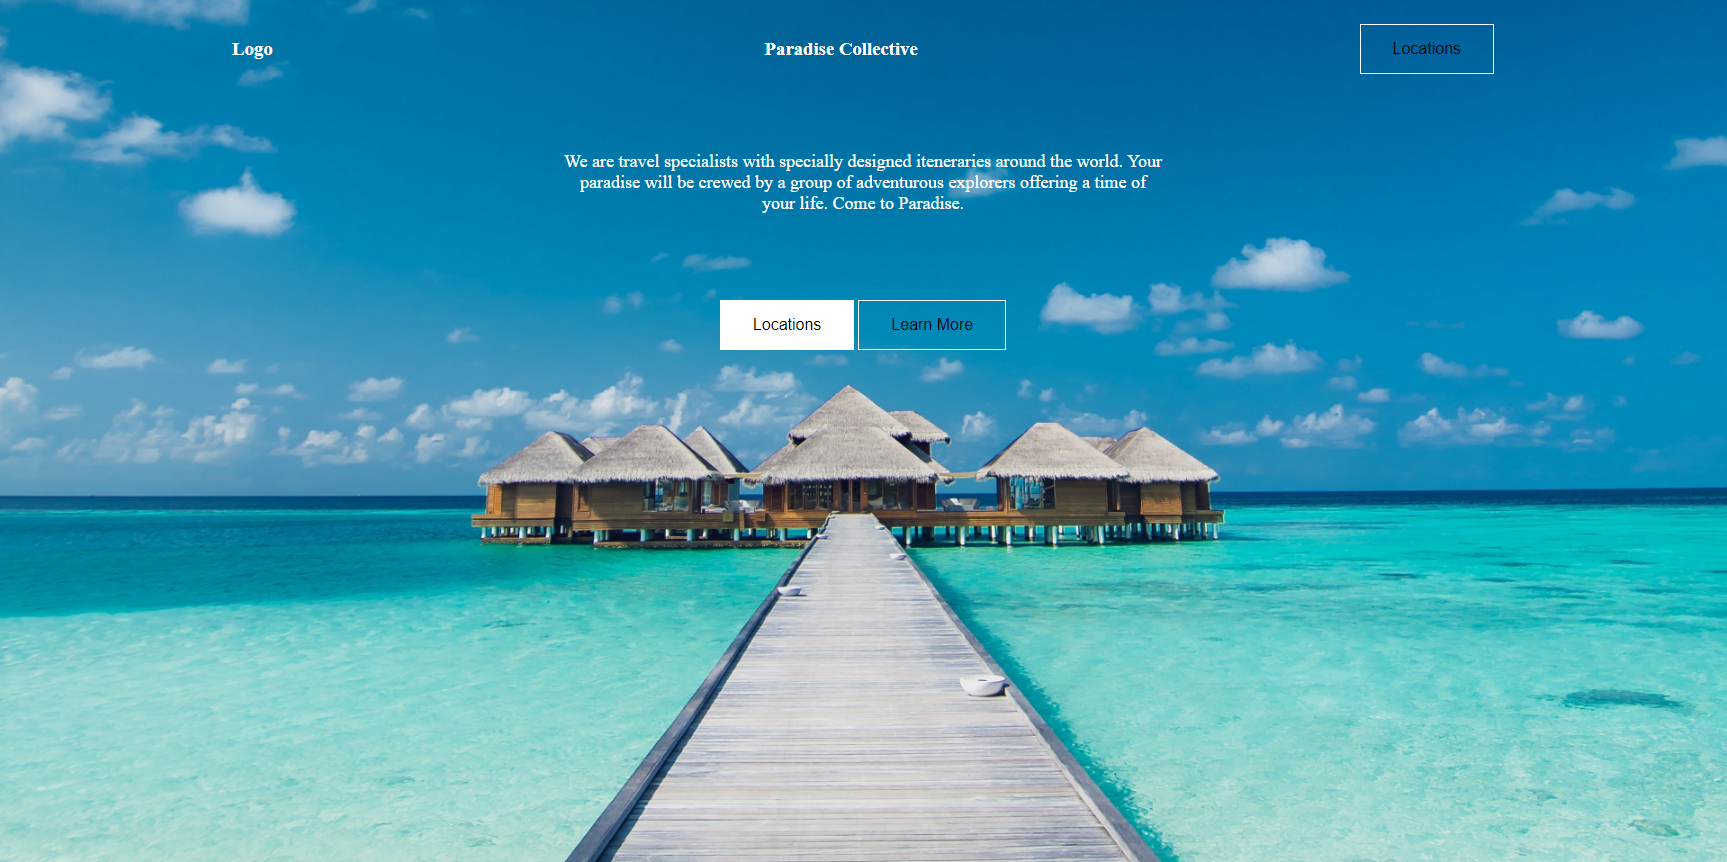 Logo
Paradise Collective
Locations
We are travel specialists with specially designed iteneraries around the world. Your
paradise will be crewed by a group of adventurous explorers offering a time of
your life. Come to Paradise.
Locations
Learn More